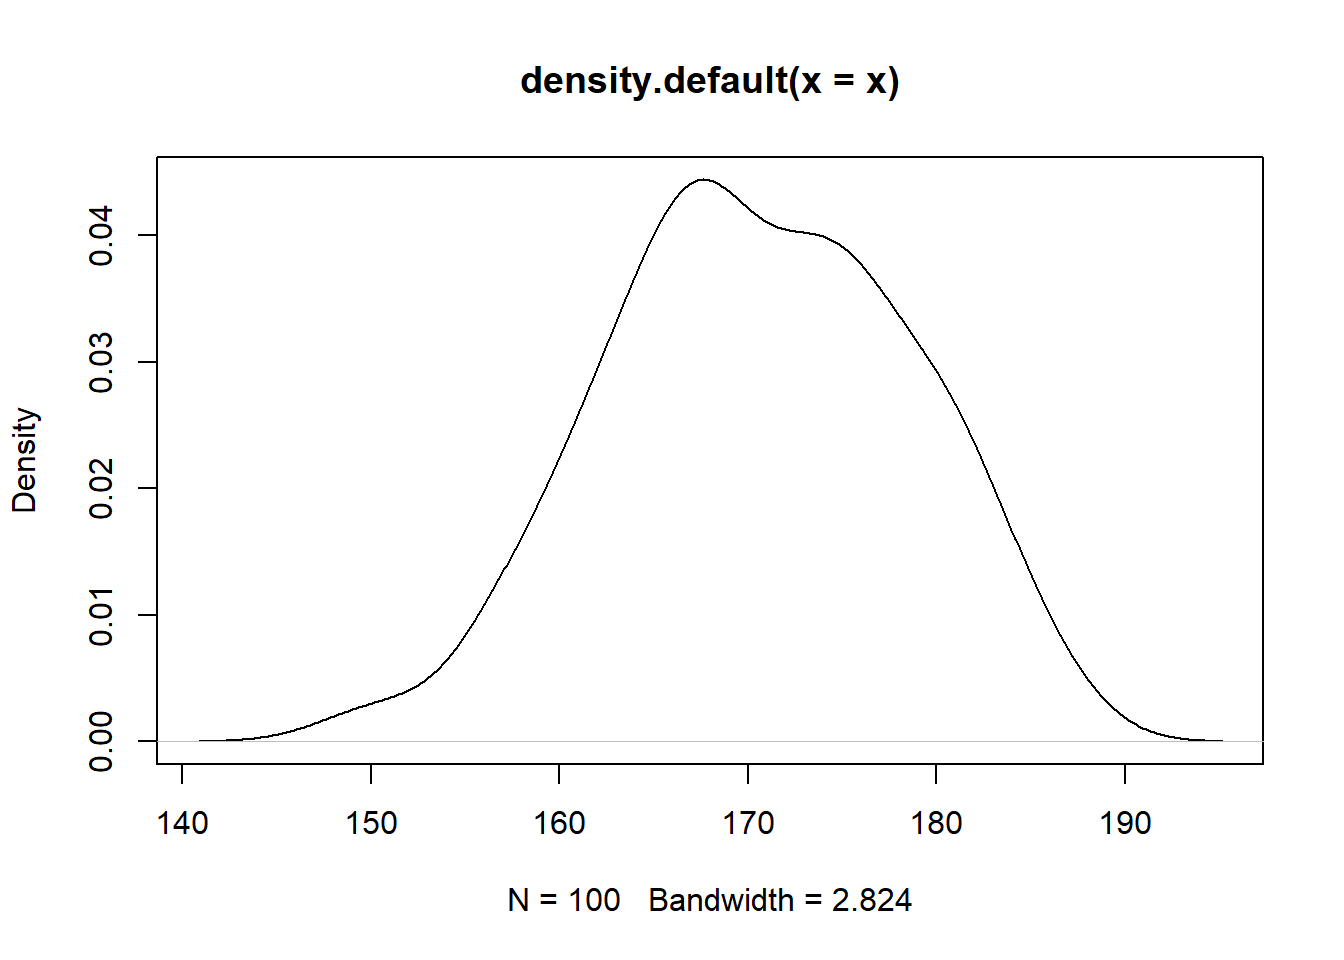 density.default(x = x)
Density
0.04
0.03
0.02
0.01
0.00
140 150 160 170 180 190
N = 100   Bandwidth = 2.824